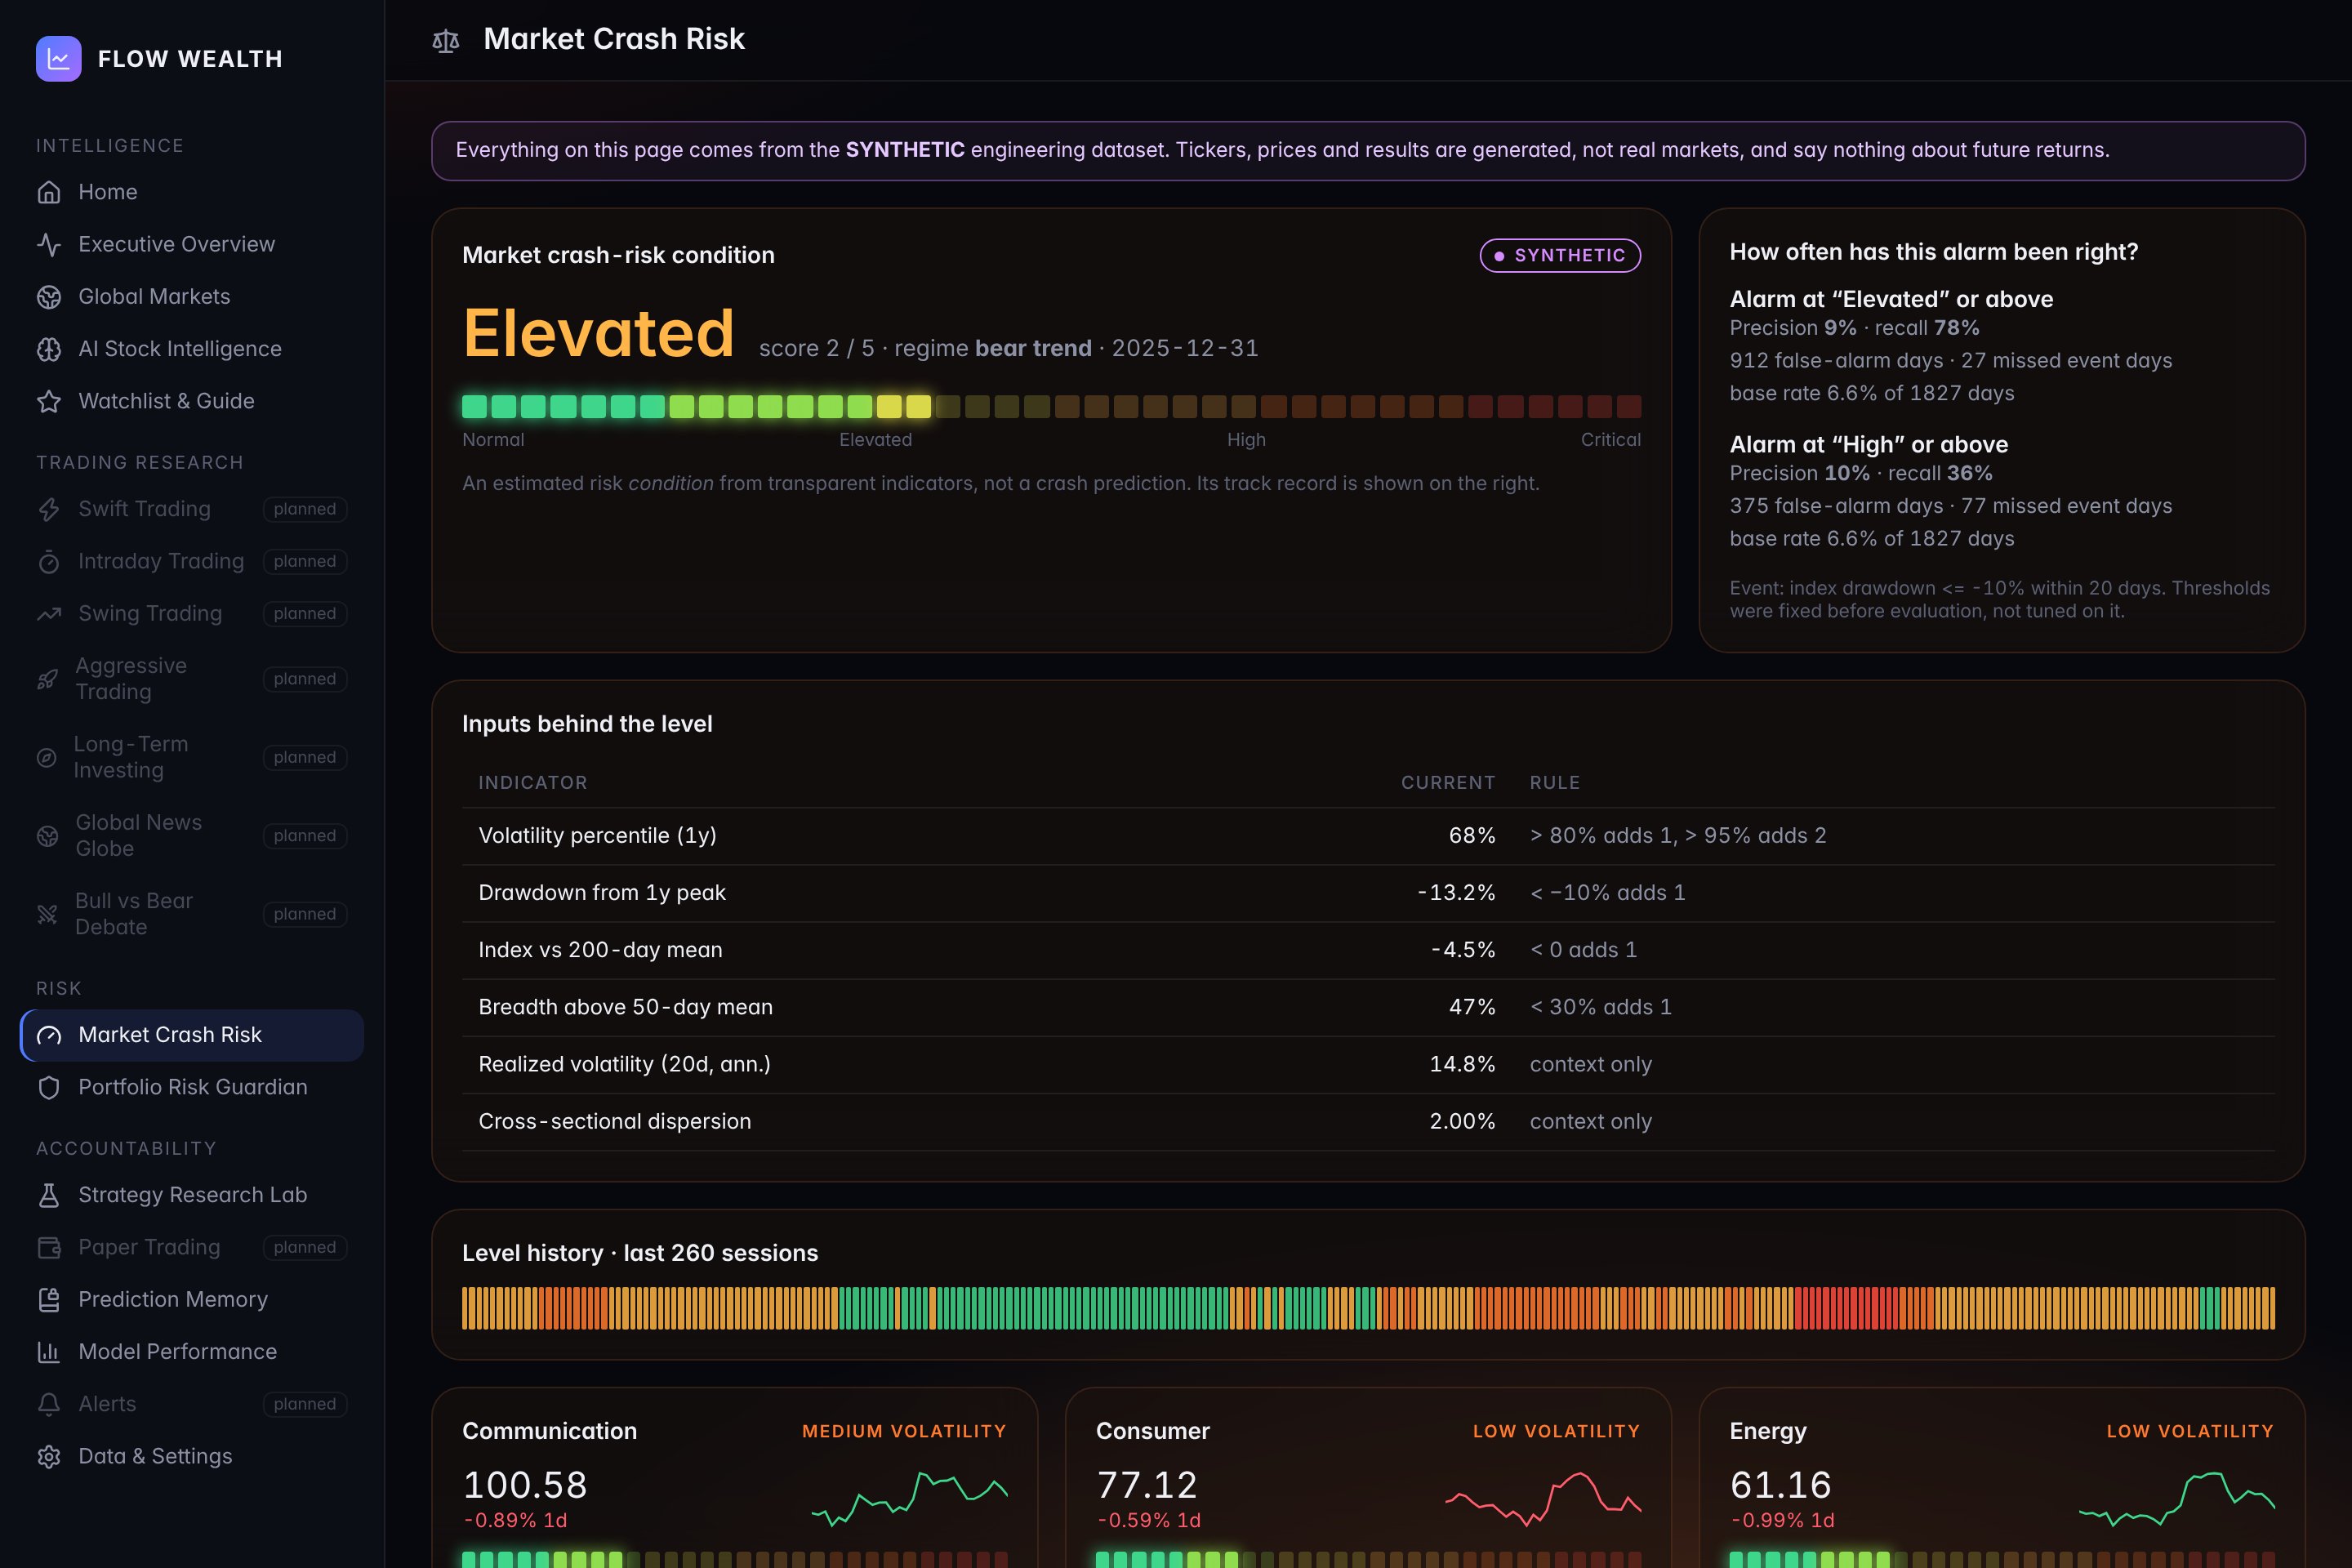 FLOW WEALTH
INTELLIGENCE
Home
Executive Overview
Global Markets
AI Stock Intelligence
Watchlist & Guide
TRADING RESEARCH
Swift Trading planned
Intraday Trading planned
Swing Trading planned
Aggressive
Trading
planned
Long-Term
Investing
planned
Global News
Globe
planned
Bull vs Bear
Debate
planned
RISK
Market Crash Risk
Portfolio Risk Guardian
ACCOUNTABILITY
Strategy Research Lab
Paper Trading planned
Prediction Memory
Model Performance
Alerts planned
Data & Settings
Market Crash Risk
Everything on this page comes from the SYNTHETIC engineering dataset. Tickers, prices and results are generated, not real markets, and say nothing about future returns.
Market crash-risk condition
SYNTHETIC
Elevated score 2 / 5 · regime bear trend · 2025-12-31
Normal Elevated High Critical
An estimated risk condition from transparent indicators, not a crash prediction. Its track record is shown on the right.
How often has this alarm been right?
Alarm at “Elevated” or above
Precision 9% · recall 78%
912 false-alarm days · 27 missed event days
base rate 6.6% of 1827 days
Alarm at “High” or above
Precision 10% · recall 36%
375 false-alarm days · 77 missed event days
base rate 6.6% of 1827 days
Event: index drawdown <= -10% within 20 days. Thresholds
were fixed before evaluation, not tuned on it.
Inputs behind the level
INDICATOR CURRENT RULE
Volatility percentile (1y) 68% > 80% adds 1, > 95% adds 2
Drawdown from 1y peak -13.2% < −10% adds 1
Index vs 200-day mean -4.5% < 0 adds 1
Breadth above 50-day mean 47% < 30% adds 1
Realized volatility (20d, ann.) 14.8% context only
Cross-sectional dispersion 2.00% context only
Level history · last 260 sessions
Communication MEDIUM VOLATILITY
100.58
-0.89% 1d
Consumer LOW VOLATILITY
77.12
-0.59% 1d
Energy LOW VOLATILITY
61.16
-0.99% 1d